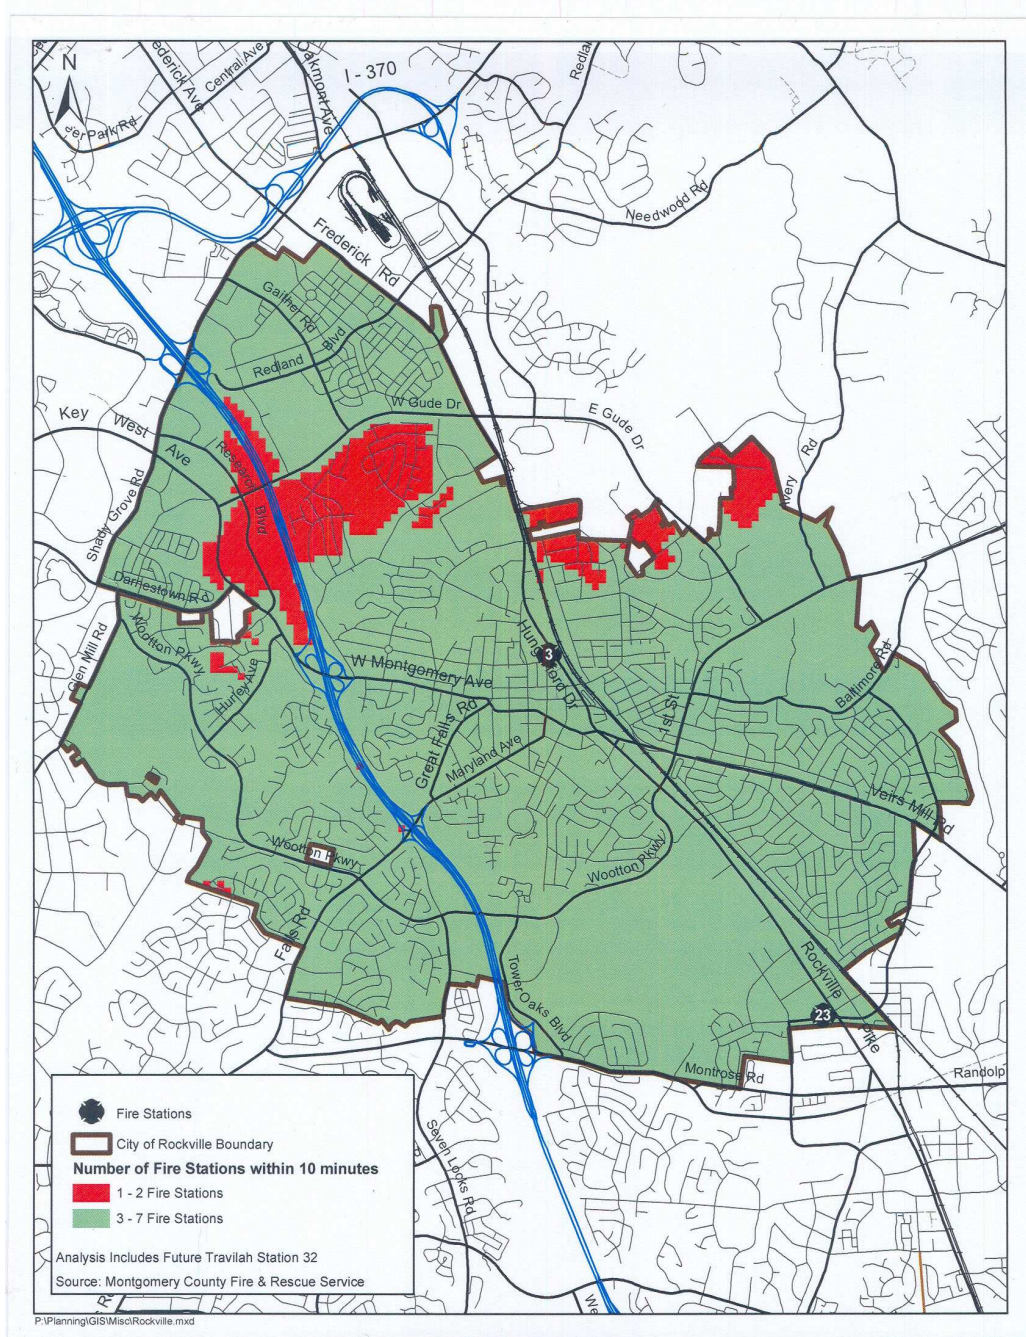 N
Central Ave
Oakmont Ave
I - 370
Needwood Rd
Frederick Rd
Gaither Rd
Redland Blvd
W Gude Dr
E Gude Dr
Key West Ave
Research Blvd
Shady Grove Rd
Rd
Darnestown Rd
Wootton Pkwy
Glen Mill Rd
Hurley Ave
W Montgomery Ave
Hungerford Dr
3
1st St
Baltimore Rd
Great Falls Rd
Maryland Ave
Veirs Mill Rd
Wootton Pkwy
Wootton Pkwy
Falls Rd
Tower Oaks Blvd
Rockville Pike
23
Montrose Rd
Randolp
Seven Locks Rd
Fire Stations
City of Rockville Boundary
Number of Fire Stations within 10 minutes
1 - 2 Fire Stations
3 - 7 Fire Stations
Analysis Includes Future Travilah Station 32
Source: Montgomery County Fire & Rescue Service
P:\Planning\GIS\Misc\Rockville.mxd